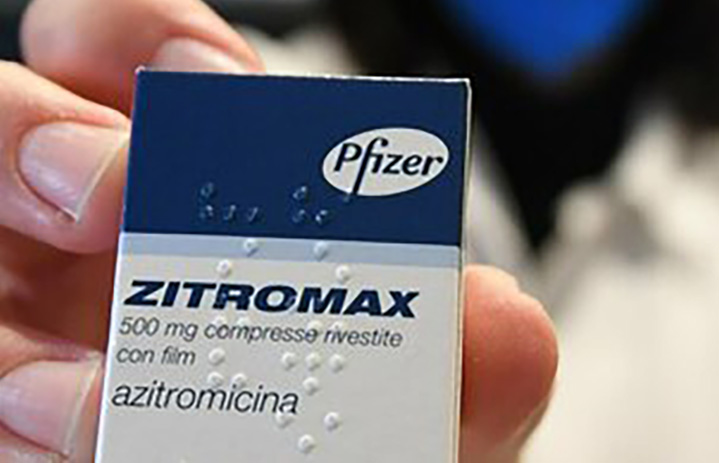 Pfizer
ZITROMAX
500 mg compresse rivestite
con film
azitromicina